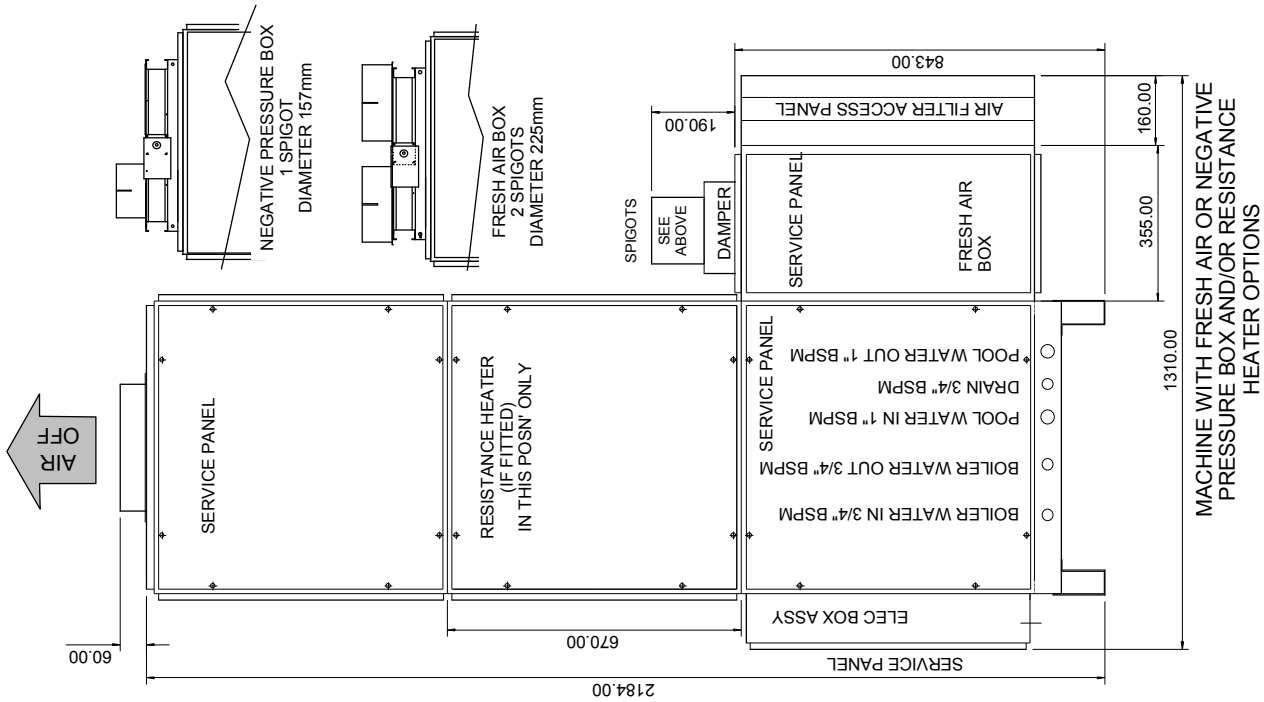 AIR
OFF
NEGATIVE PRESSURE BOX
1 SPIGOT
DIAMETER 157mm
FRESH AIR BOX
2 SPIGOTS
DIAMETER 225mm
60.00
2184.00
670.00
SERVICE PANEL
RESISTANCE HEATER
(IF FITTED)
IN THIS POSN' ONLY
SERVICE PANEL
POOL WATER OUT 1" BSPM
DRAIN 3/4" BSPM
POOL WATER IN 1" BSPM
BOILER WATER OUT 3/4" BSPM
BOILER WATER IN 3/4" BSPM
ELEC BOX ASSY
SERVICE PANEL
SPIGOTS
SEE
ABOVE
DAMPER
190.00
SERVICE PANEL
FRESH AIR
BOX
AIR FILTER ACCESS PANEL
843.00
160.00
355.00
1310.00
MACHINE WITH FRESH AIR OR NEGATIVE
PRESSURE BOX AND/OR RESISTANCE
HEATER OPTIONS